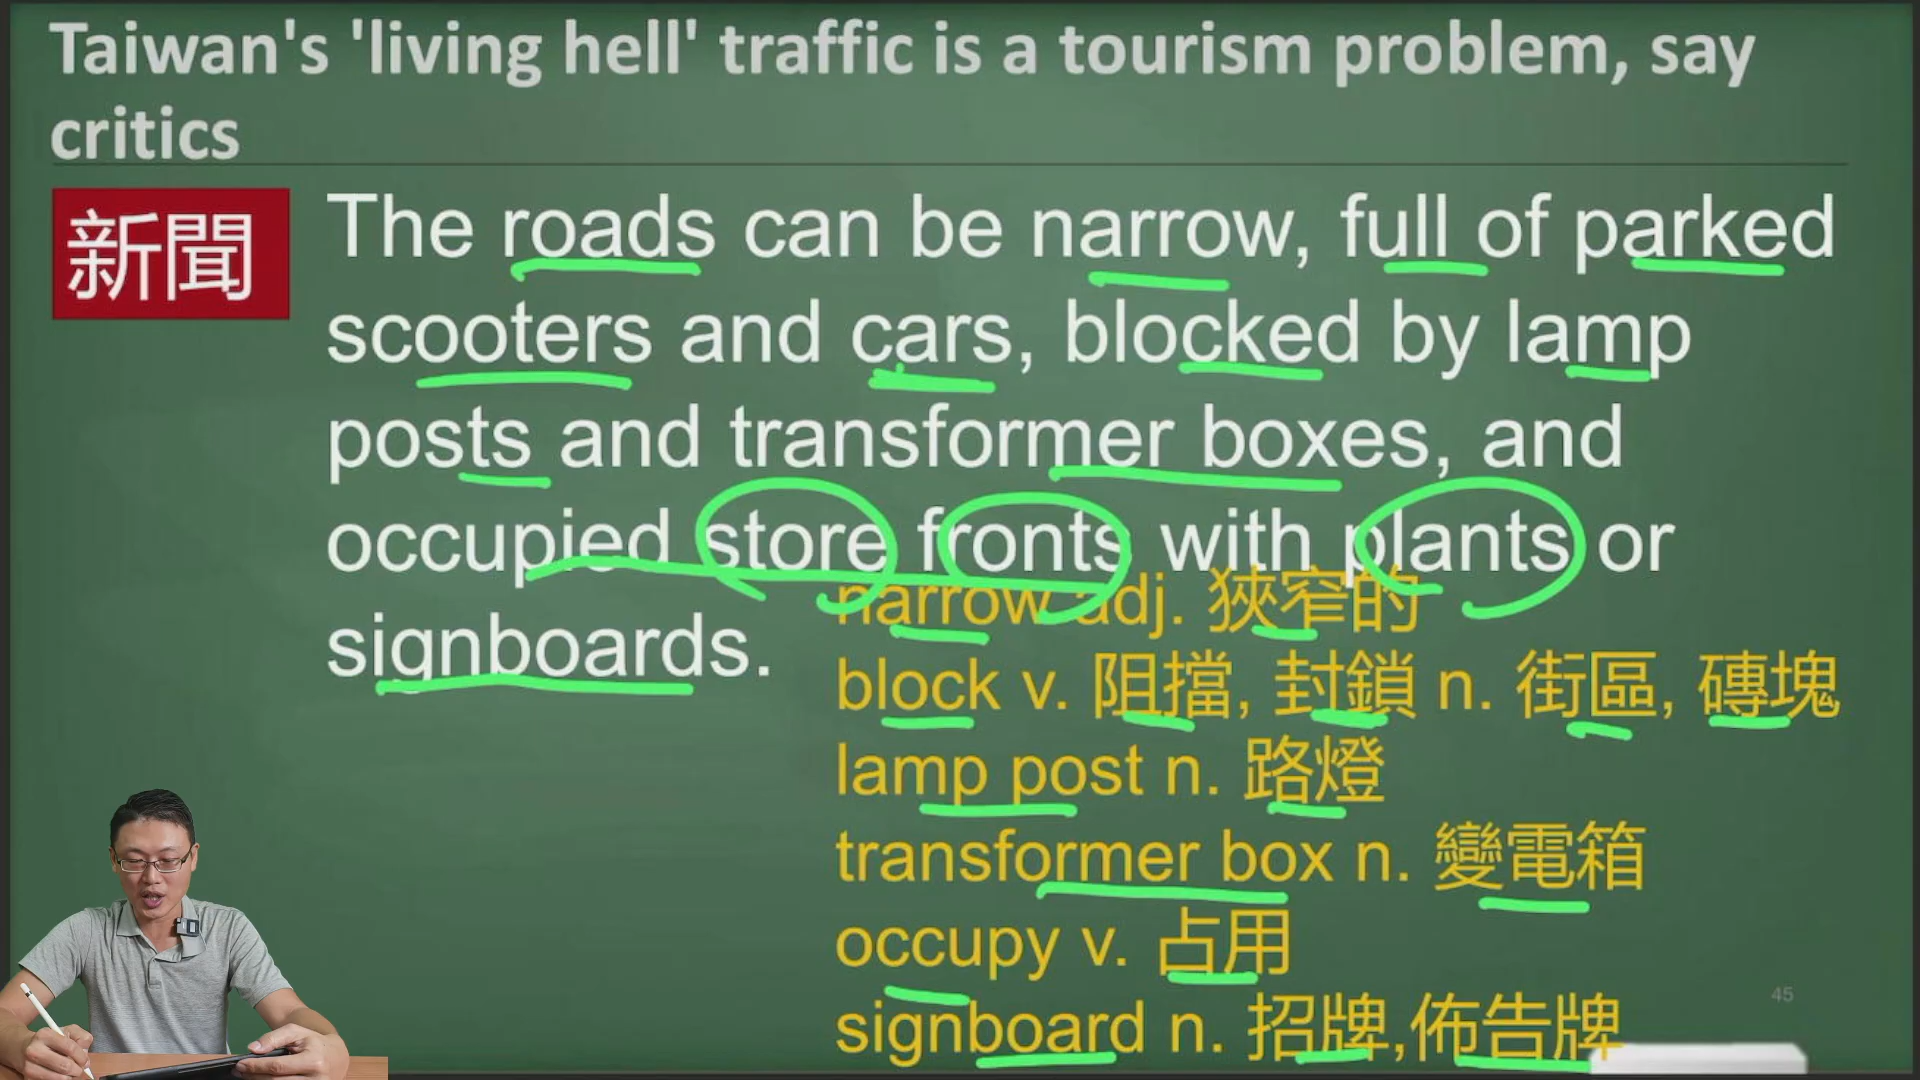 Taiwan's 'living hell' traffic is a tourism problem, say
critics
新聞
The roads can be narrow, full of parked
scooters and cars, blocked by lamp
posts and transformer boxes, and
occupied store fronts with plants or
signboards.
narrow adj. 狹窄的
block v. 阻擋, 封鎖 n. 街區, 磚塊
lamp post n. 路燈
transformer box n. 變電箱
occupy v. 占用
signboard n. 招牌,佈告牌
45